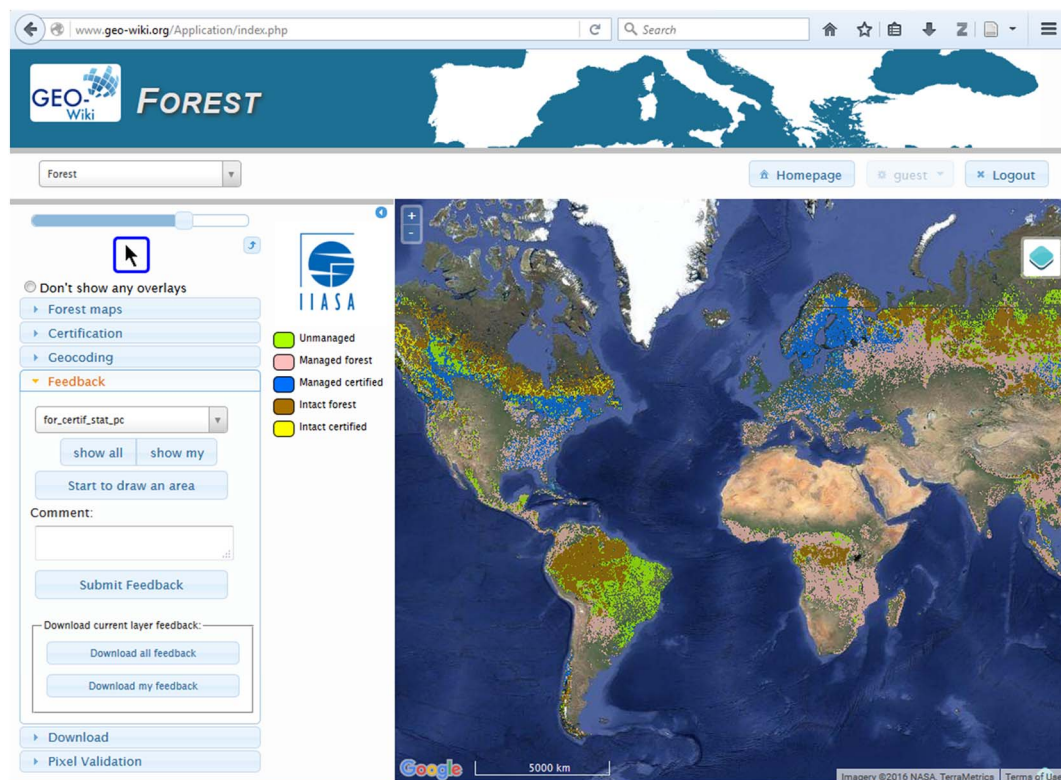 www.geo-wiki.org/Application/index.php
Search
GEO-
Wiki
FOREST
Forest
Homepage
guest
Logout
+
-
Don't show any overlays
Forest maps
Certification
Geocoding
Feedback
for_certif_stat_pc
show all
show my
Start to draw an area
Comment:
Submit Feedback
Download current layer feedback:
Download all feedback
Download my feedback
Download
Pixel Validation
IIASA
Unmanaged
Managed forest
Managed certified
Intact forest
Intact certified
Google
5000 km
Imagery ©2016 NASA, TerraMetrics
Terms of Use